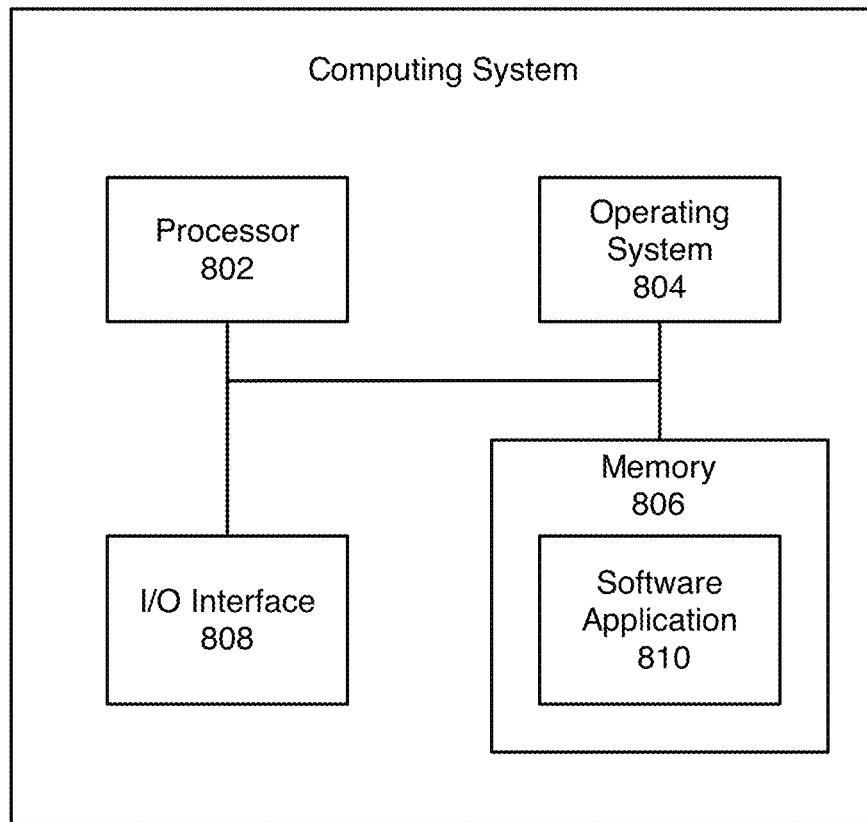 Computing System
Processor
802
Operating
System
804
Memory
806
I/O Interface
808
Software
Application
810